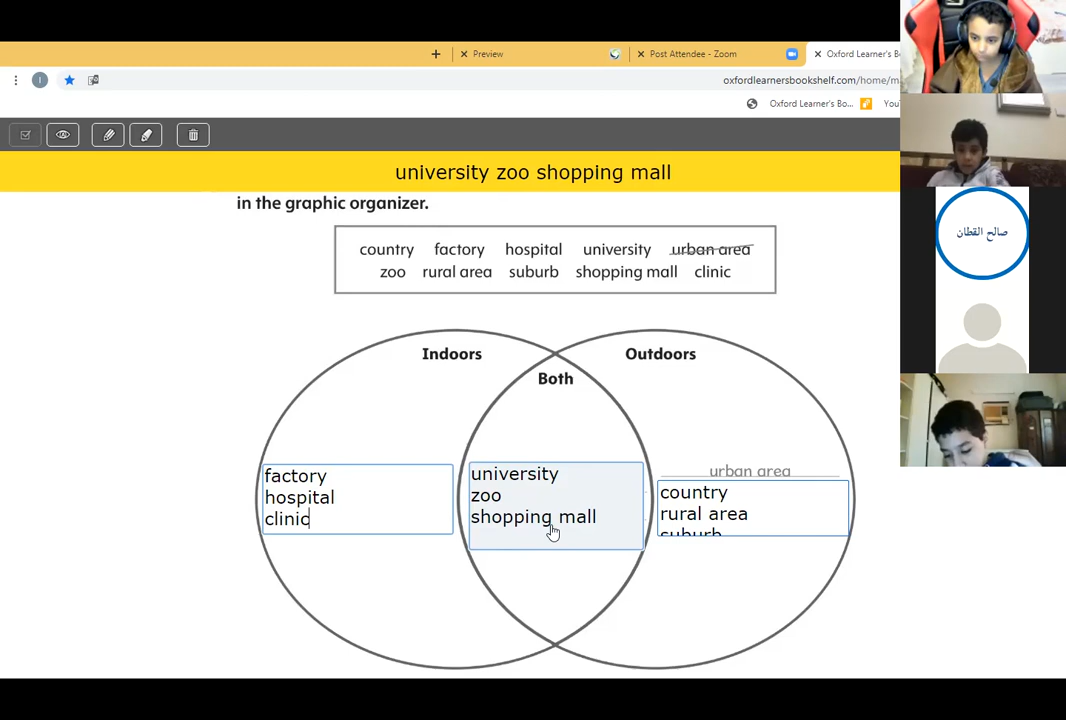 Preview
Post Attendee - Zoom
Oxford Learner's Bo
oxfordlearnersbookshelf.com/home/m
Oxford Learner's Bo...
You
university zoo shopping mall
in the graphic organizer.
country factory hospital university urban area
zoo rural area suburb shopping mall clinic
Indoors
Outdoors
Both
factory
hospital
clinic
university
zoo
shopping mall
urban area
country
rural area
suburb
صالح القطان